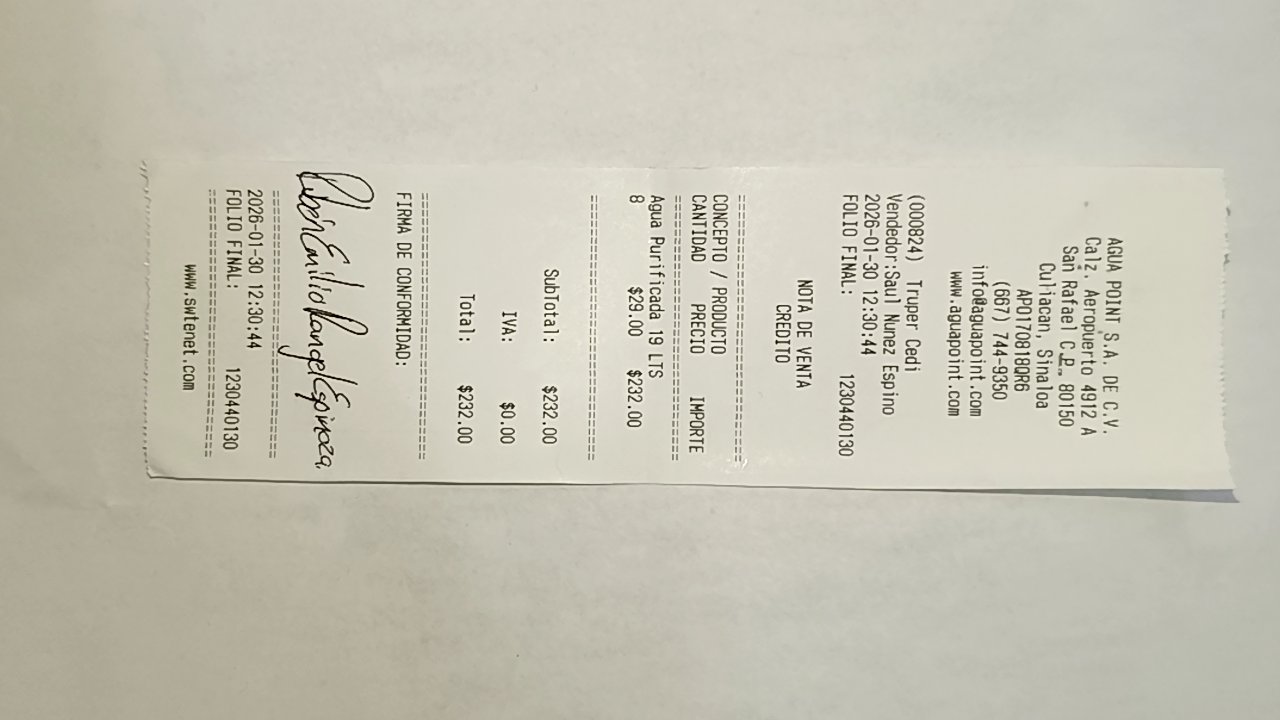 AGUA POINT S.A. DE C.V.
Calz. Aeropuerto 4912 A
San Rafael C.P. 80150
Culiacan, Sinaloa
APO170818QR6
(667) 744-9350
info@aguapoint.com
www.aguapoint.com
(000824) Truper Cedi
Vendedor:Saul Nunez Espino
2026-01-30 12:30:44
FOLIO FINAL: 1230440130
NOTA DE VENTA
CREDITO
CONCEPTO / PRODUCTO
CANTIDAD PRECIO IMPORTE
Agua Purificada 19 LTS
8 $29.00 $232.00
SubTotal: $232.00
IVA: $0.00
Total: $232.00
FIRMA DE CONFORMIDAD:
Rubén Emilio Rangel Espinoza.
2026-01-30 12:30:44
FOLIO FINAL: 1230440130
www.swtenet.com